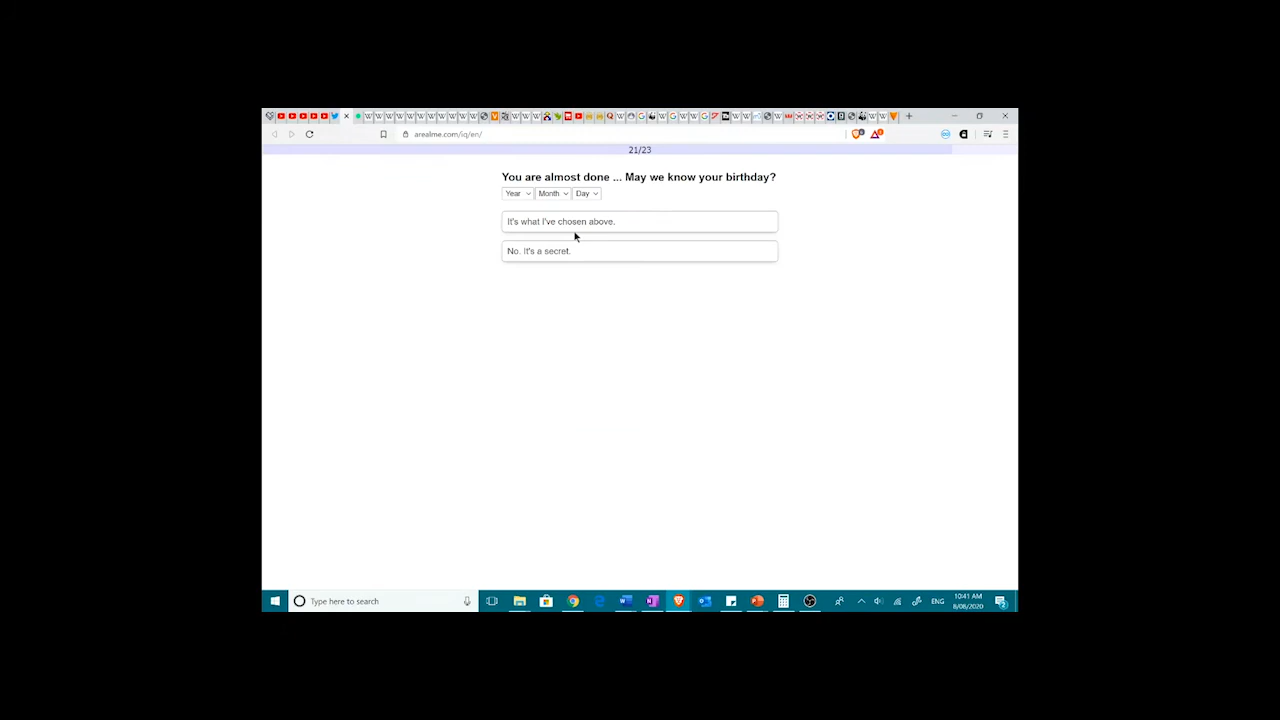 arealme.com/iq/en/
21/23
You are almost done ... May we know your birthday?
Year Month Day
It's what I've chosen above.
No. It's a secret.
Type here to search
ENG
10:41 AM
8/08/2020